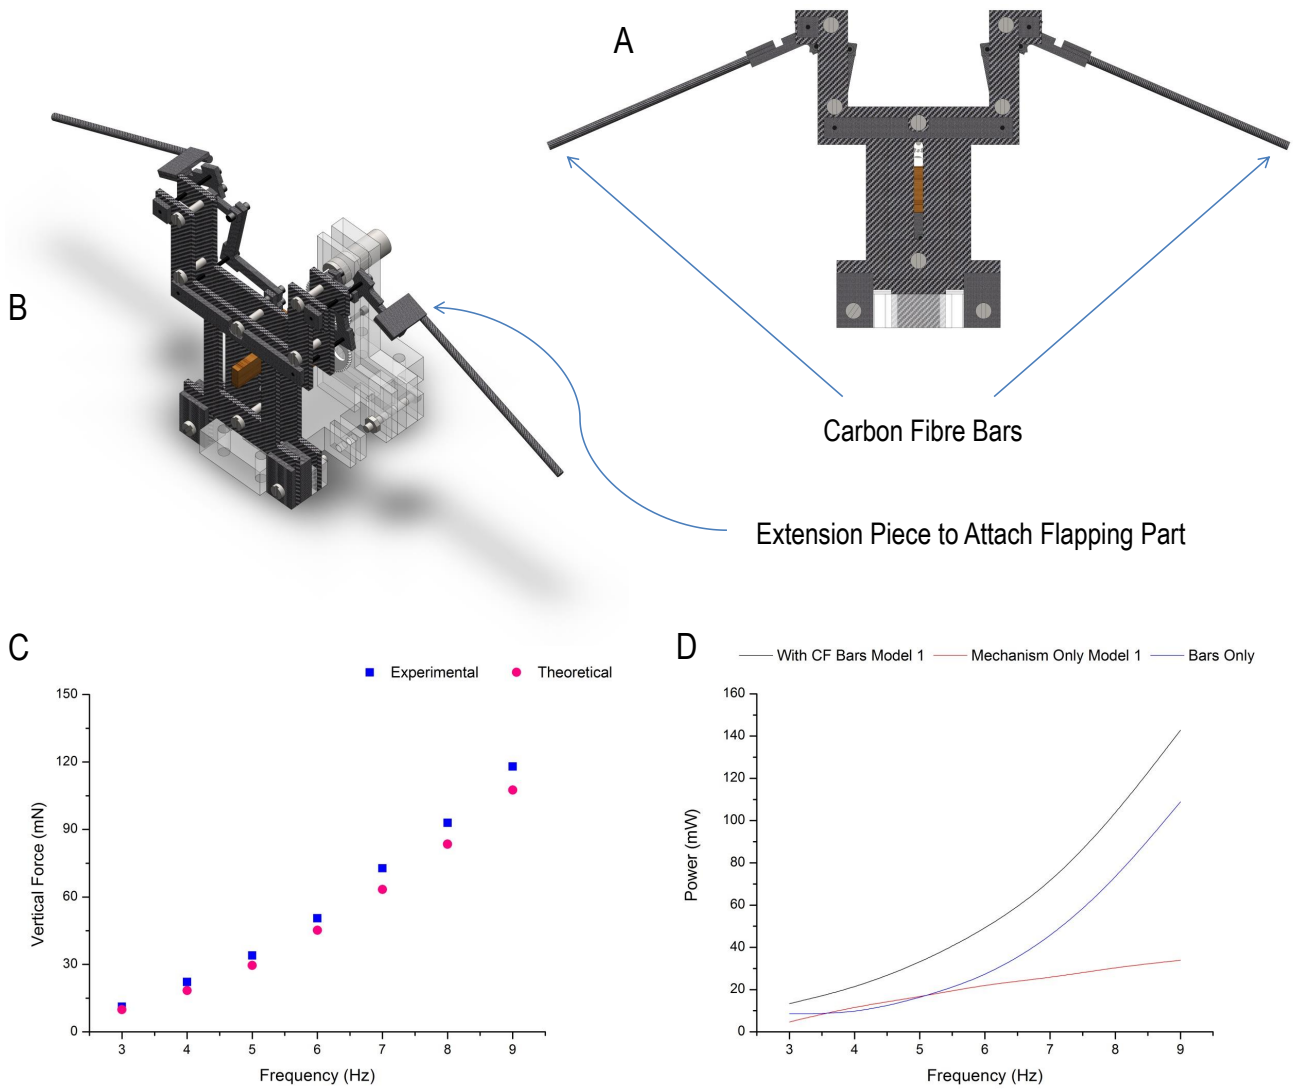 A
B
Carbon Fibre Bars
Extension Piece to Attach Flapping Part
C
Experimental
Theoretical
150
120
90
60
30
0
Vertical Force (mN)
3 4 5 6 7 8 9
Frequency (Hz)
D
With CF Bars Model 1
Mechanism Only Model 1
Bars Only
160
140
120
100
80
60
40
20
0
Power (mW)
3 4 5 6 7 8 9
Frequency (Hz)